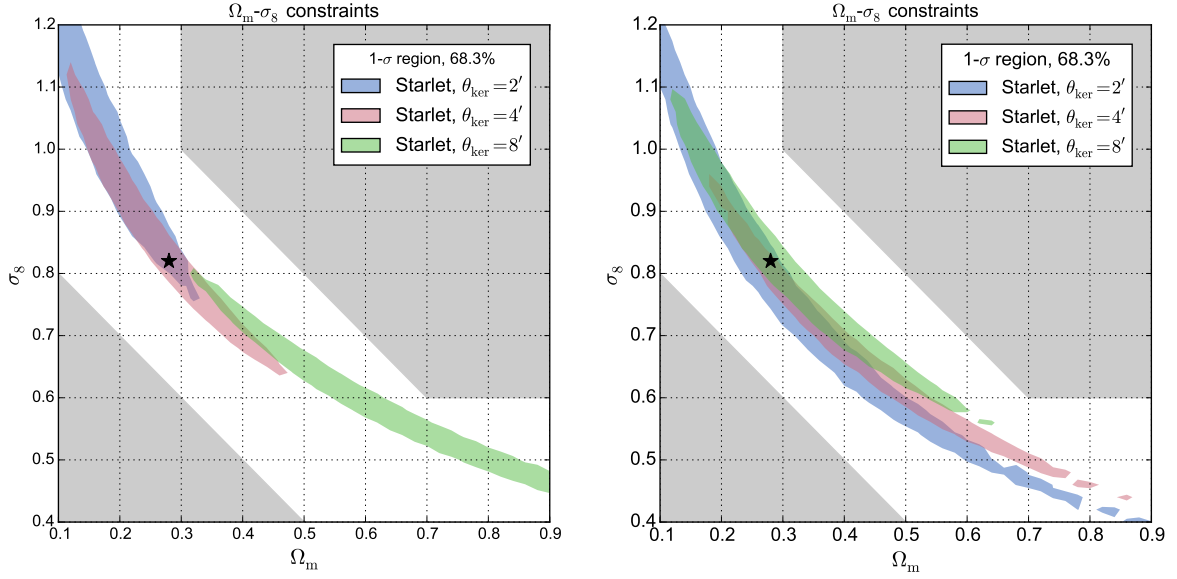 Ωm-σ8 constraints
1-σ region, 68.3%
Starlet, θker=2′
Starlet, θker=4′
Starlet, θker=8′
σ8
1.2
1.1
1.0
0.9
0.8
0.7
0.6
0.5
0.4
0.1 0.2 0.3 0.4 0.5 0.6 0.7 0.8 0.9
Ωm
Ωm-σ8 constraints
1-σ region, 68.3%
Starlet, θker=2′
Starlet, θker=4′
Starlet, θker=8′
σ8
1.2
1.1
1.0
0.9
0.8
0.7
0.6
0.5
0.4
0.1 0.2 0.3 0.4 0.5 0.6 0.7 0.8 0.9
Ωm